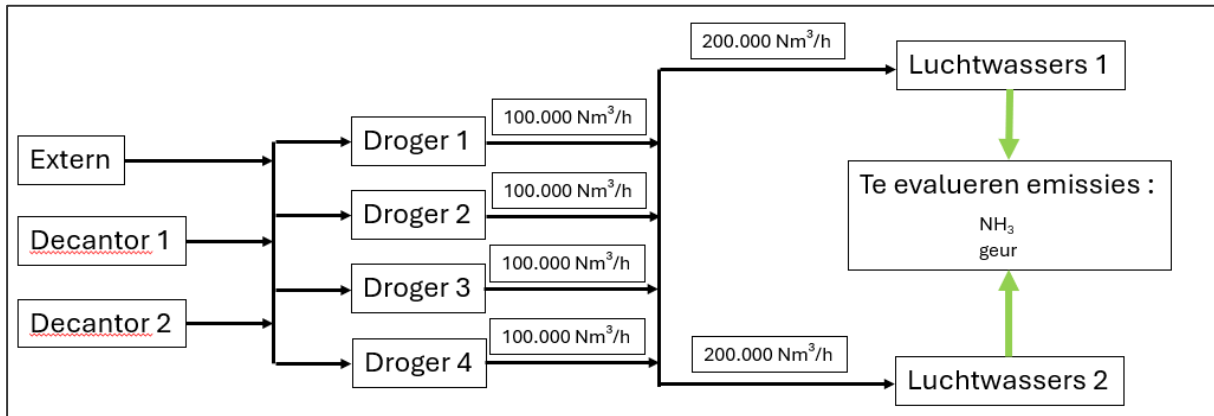 200.000 Nm³/h
Luchtwassers 1
100.000 Nm³/h
Droger 1
Extern
100.000 Nm³/h
Te evalueren emissies :
NH₃
geur
Droger 2
Decantor 1
100.000 Nm³/h
Droger 3
Decantor 2
100.000 Nm³/h
Droger 4
200.000 Nm³/h
Luchtwassers 2